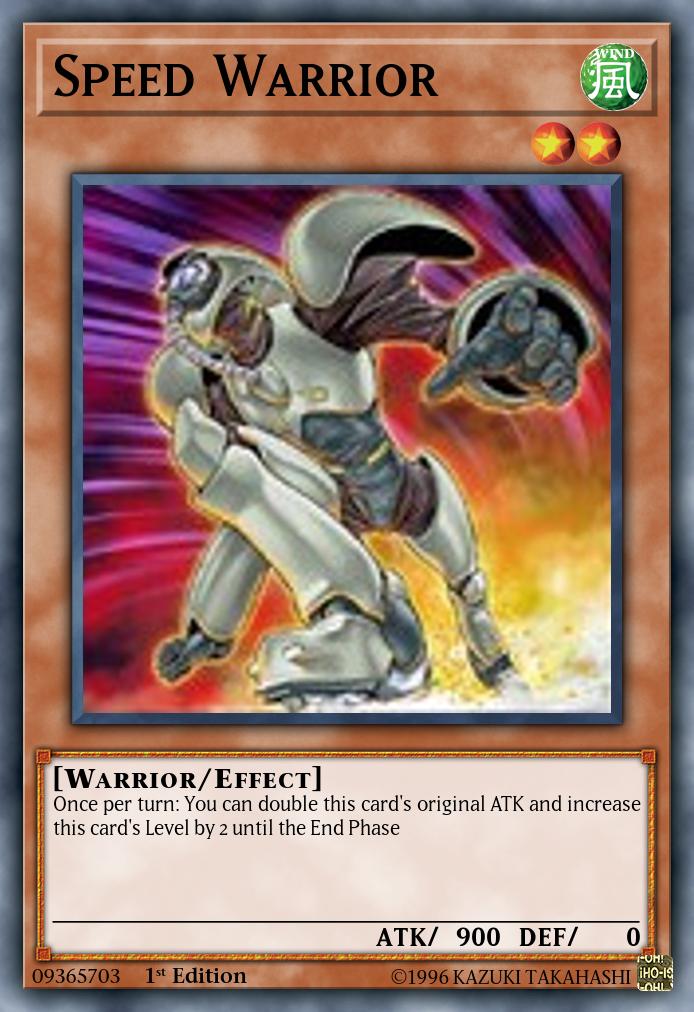 Speed Warrior
WIND
風
[Warrior/Effect]
Once per turn: You can double this card's original ATK and increase
this card's Level by 2 until the End Phase
ATK/ 900 DEF/ 0
09365703 1st Edition ©1996 KAZUKI TAKAHASHI